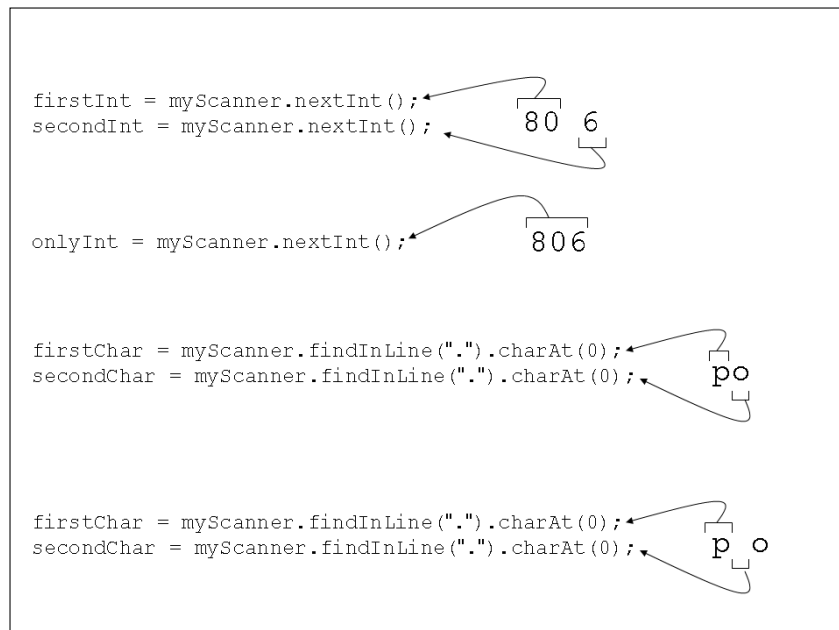 firstInt = myScanner.nextInt();
secondInt = myScanner.nextInt();
80 6
onlyInt = myScanner.nextInt();
806
firstChar = myScanner.findInLine(".").charAt(0);
secondChar = myScanner.findInLine(".").charAt(0);
po
firstChar = myScanner.findInLine(".").charAt(0);
secondChar = myScanner.findInLine(".").charAt(0);
p o